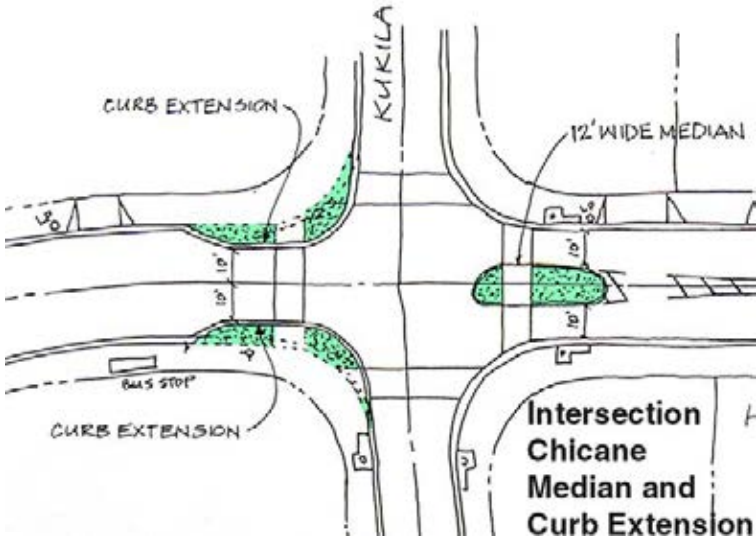 KUKILA
CURB EXTENSION
12' WIDE MEDIAN
10'
10'
10'
10'
BUS STOP
CURB EXTENSION
Intersection
Chicane
Median and
Curb Extension
H